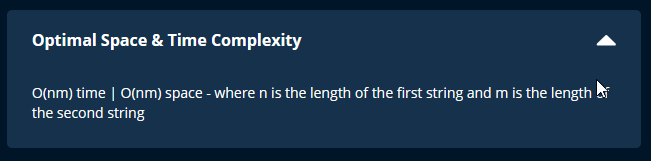 Optimal Space & Time Complexity
O(nm) time | O(nm) space - where n is the length of the first string and m is the length of
the second string